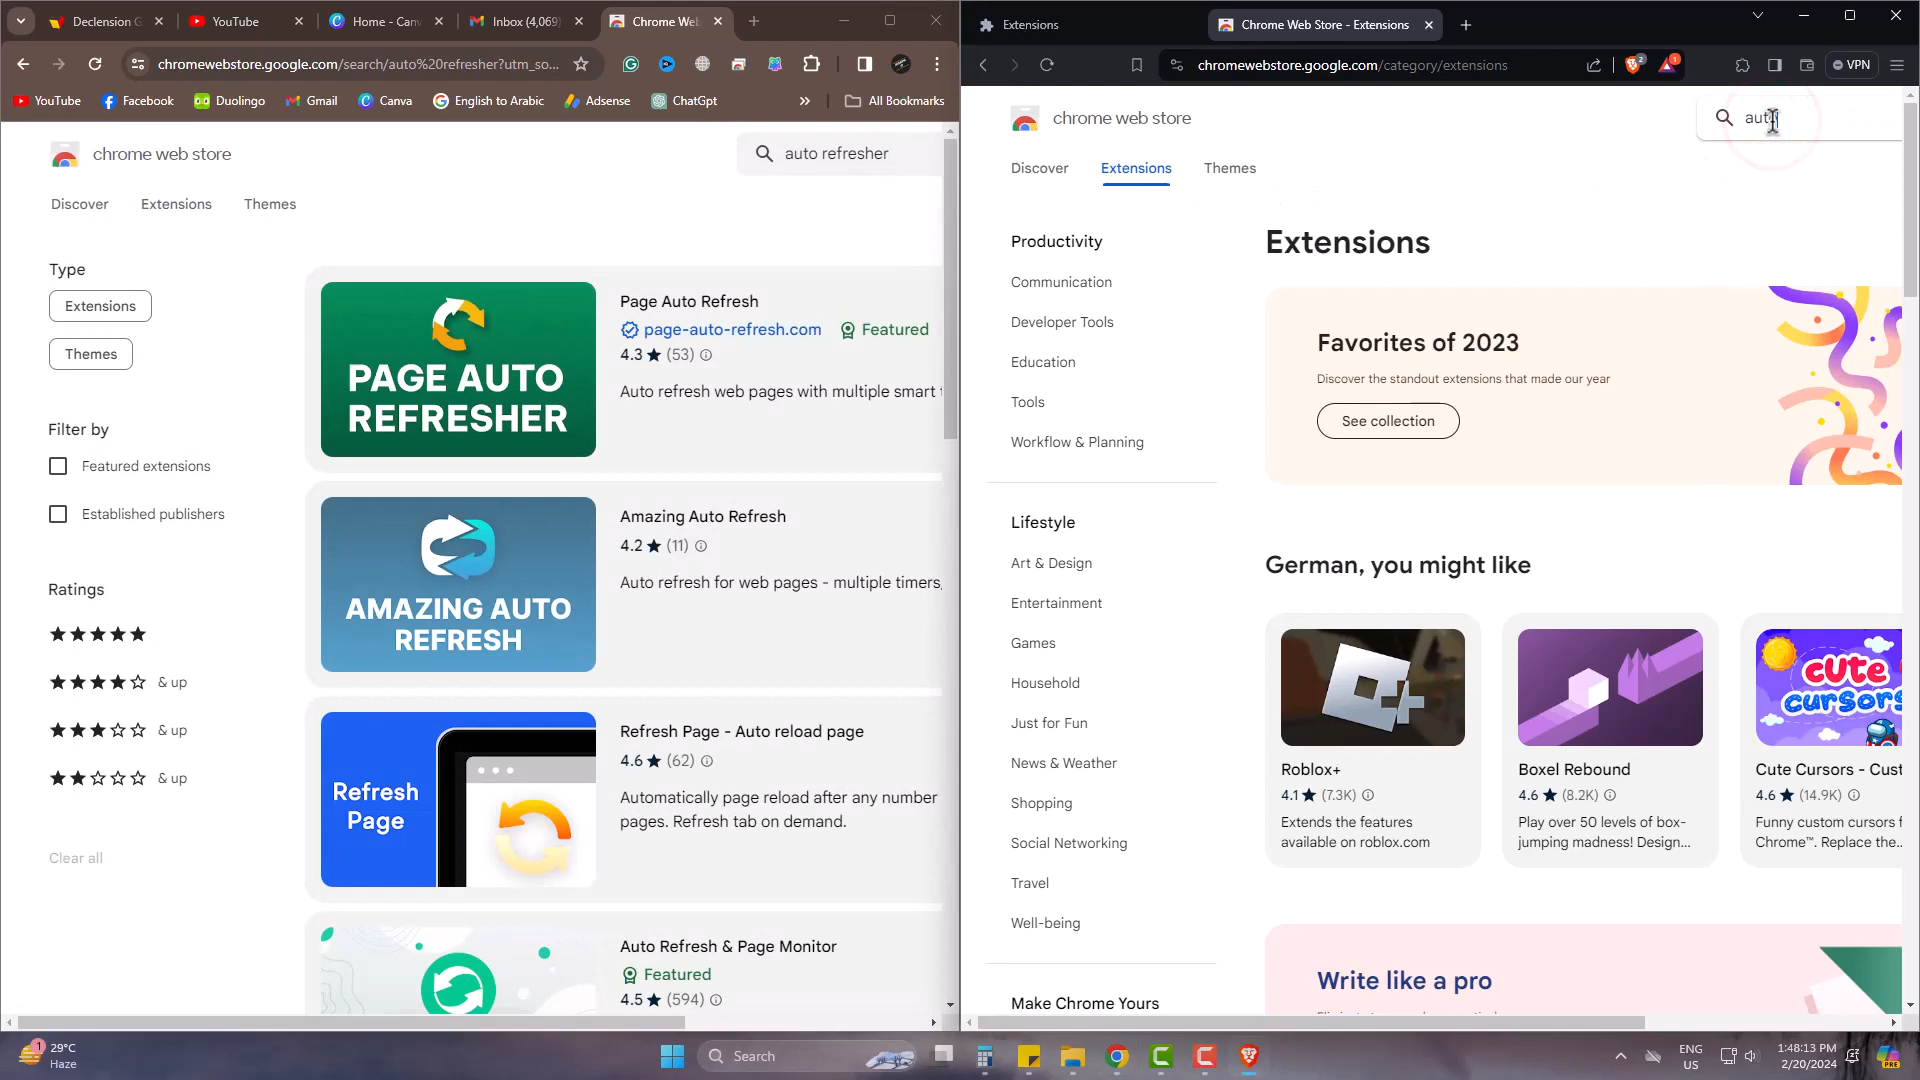 Declension G
YouTube
Home - Canv
Inbox (4,069)
Chrome Web
chromewebstore.google.com/search/auto%20refresher?utm_so...
YouTube
Facebook
Duolingo
Gmail
Canva
English to Arabic
Adsense
ChatGpt
All Bookmarks
chrome web store
auto refresher
Discover
Extensions
Themes
Type
Extensions
Themes
Filter by
Featured extensions
Established publishers
Ratings
& up
& up
& up
Clear all
PAGE AUTO
REFRESHER
Page Auto Refresh
page-auto-refresh.com
Featured
4.3 ★ (53)
Auto refresh web pages with multiple smart
AMAZING AUTO
REFRESH
Amazing Auto Refresh
4.2 ★ (11)
Auto refresh for web pages - multiple timers,
Refresh
Page
Refresh Page - Auto reload page
4.6 ★ (62)
Automatically page reload after any number
pages. Refresh tab on demand.
Auto Refresh & Page Monitor
Featured
4.5 ★ (594)
Extensions
Chrome Web Store - Extensions
chromewebstore.google.com/category/extensions
2
1
VPN
chrome web store
Discover
Extensions
Themes
Productivity
Communication
Developer Tools
Education
Tools
Workflow & Planning
Lifestyle
Art & Design
Entertainment
Games
Household
Just for Fun
News & Weather
Shopping
Social Networking
Travel
Well-being
Make Chrome Yours
Extensions
Favorites of 2023
Discover the standout extensions that made our year
See collection
German, you might like
Roblox+
4.1 ★ (7.3K)
Extends the features
available on roblox.com
Boxel Rebound
4.6 ★ (8.2K)
Play over 50 levels of box-
jumping madness! Design...
cute
cursors
Cute Cursors - Cust
4.6 ★ (14.9K)
Funny custom cursors f
Chrome™. Replace the...
Write like a pro
1
29°C
Haze
Search
ENG
US
1:48:13 PM
2/20/2024
PRE